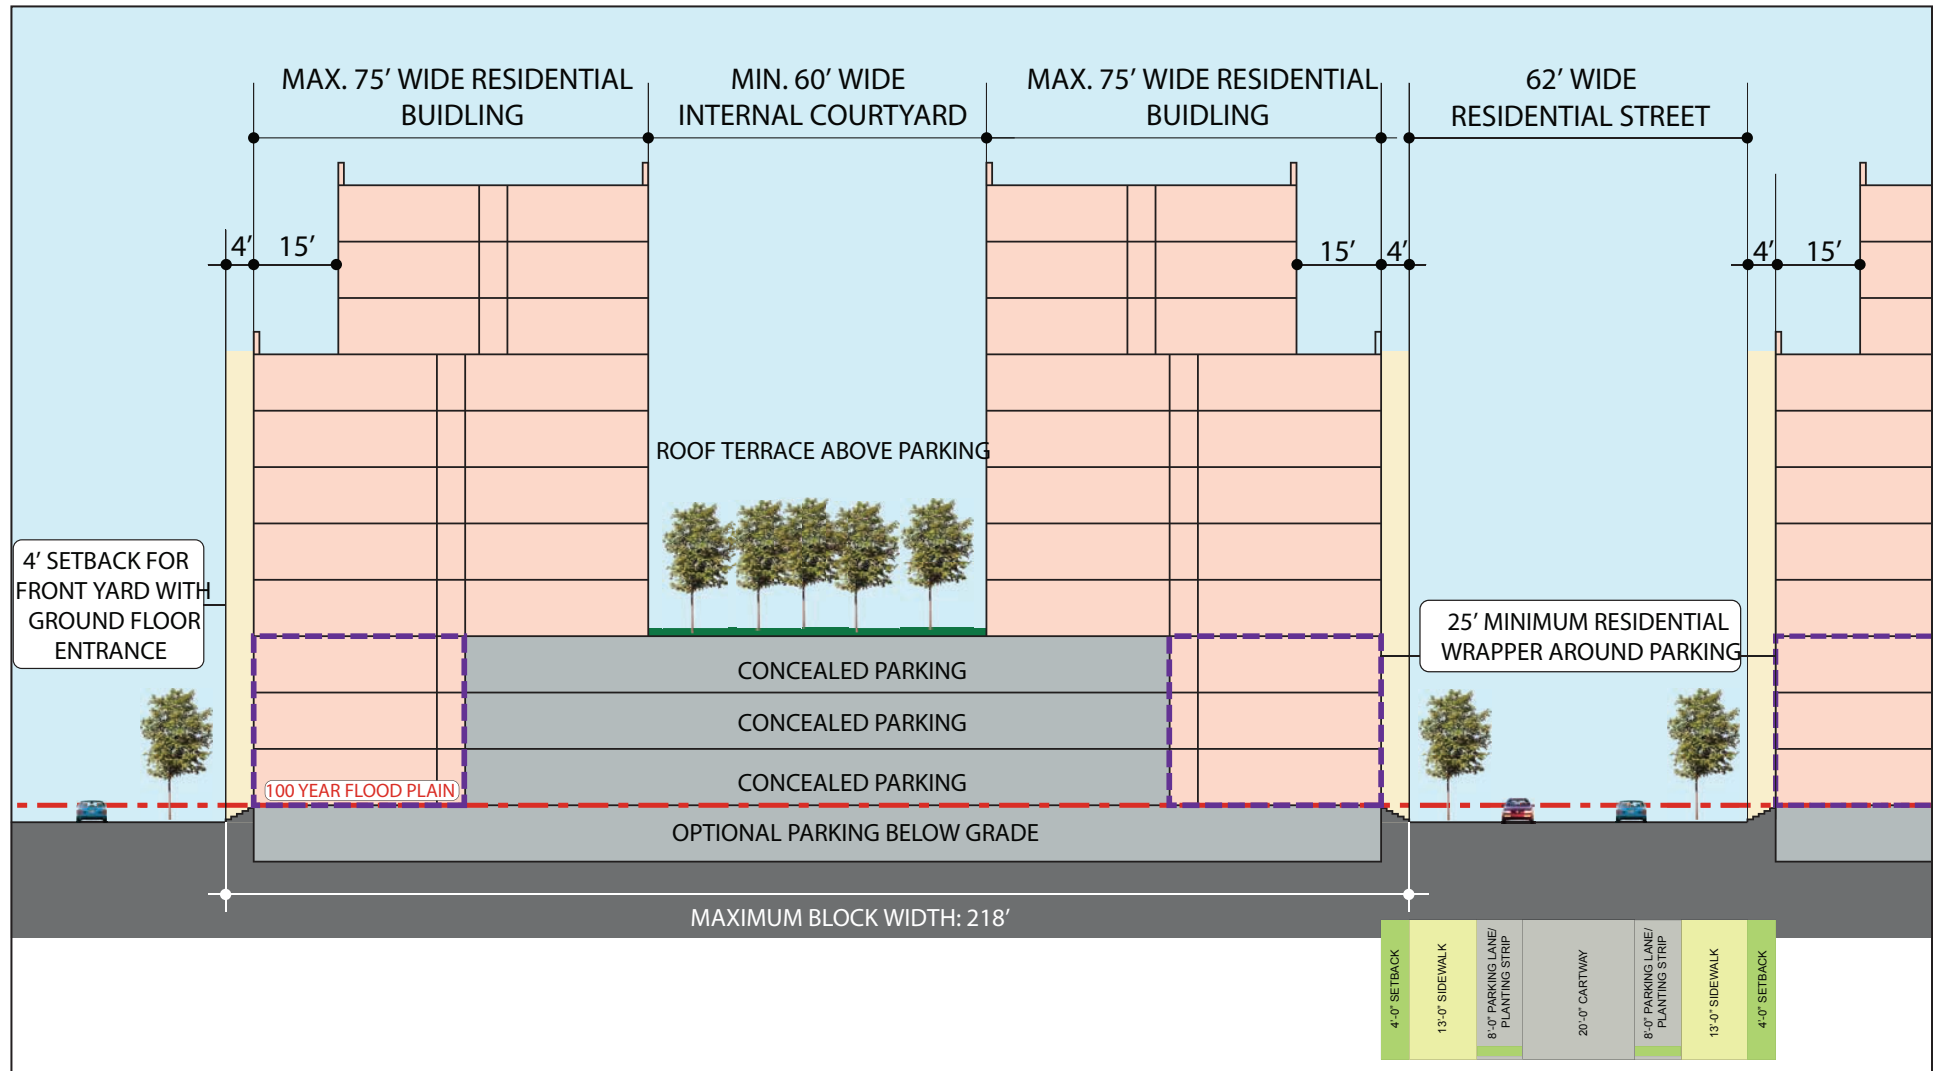 MAX. 75’ WIDE RESIDENTIAL
BUIDLING
MIN. 60’ WIDE
INTERNAL COURTYARD
MAX. 75’ WIDE RESIDENTIAL
BUIDLING
62’ WIDE
RESIDENTIAL STREET
4’
15’
15’
4’
4’
15’
ROOF TERRACE ABOVE PARKING
4’ SETBACK FOR
FRONT YARD WITH
GROUND FLOOR
ENTRANCE
25’ MINIMUM RESIDENTIAL
WRAPPER AROUND PARKING
CONCEALED PARKING
CONCEALED PARKING
CONCEALED PARKING
100 YEAR FLOOD PLAIN
OPTIONAL PARKING BELOW GRADE
MAXIMUM BLOCK WIDTH: 218’
4'-0" SETBACK
13'-0" SIDEWALK
8'-0" PARKING LANE/
PLANTING STRIP
20'-0" CARTWAY
8'-0" PARKING LANE/
PLANTING STRIP
13'-0" SIDEWALK
4'-0" SETBACK